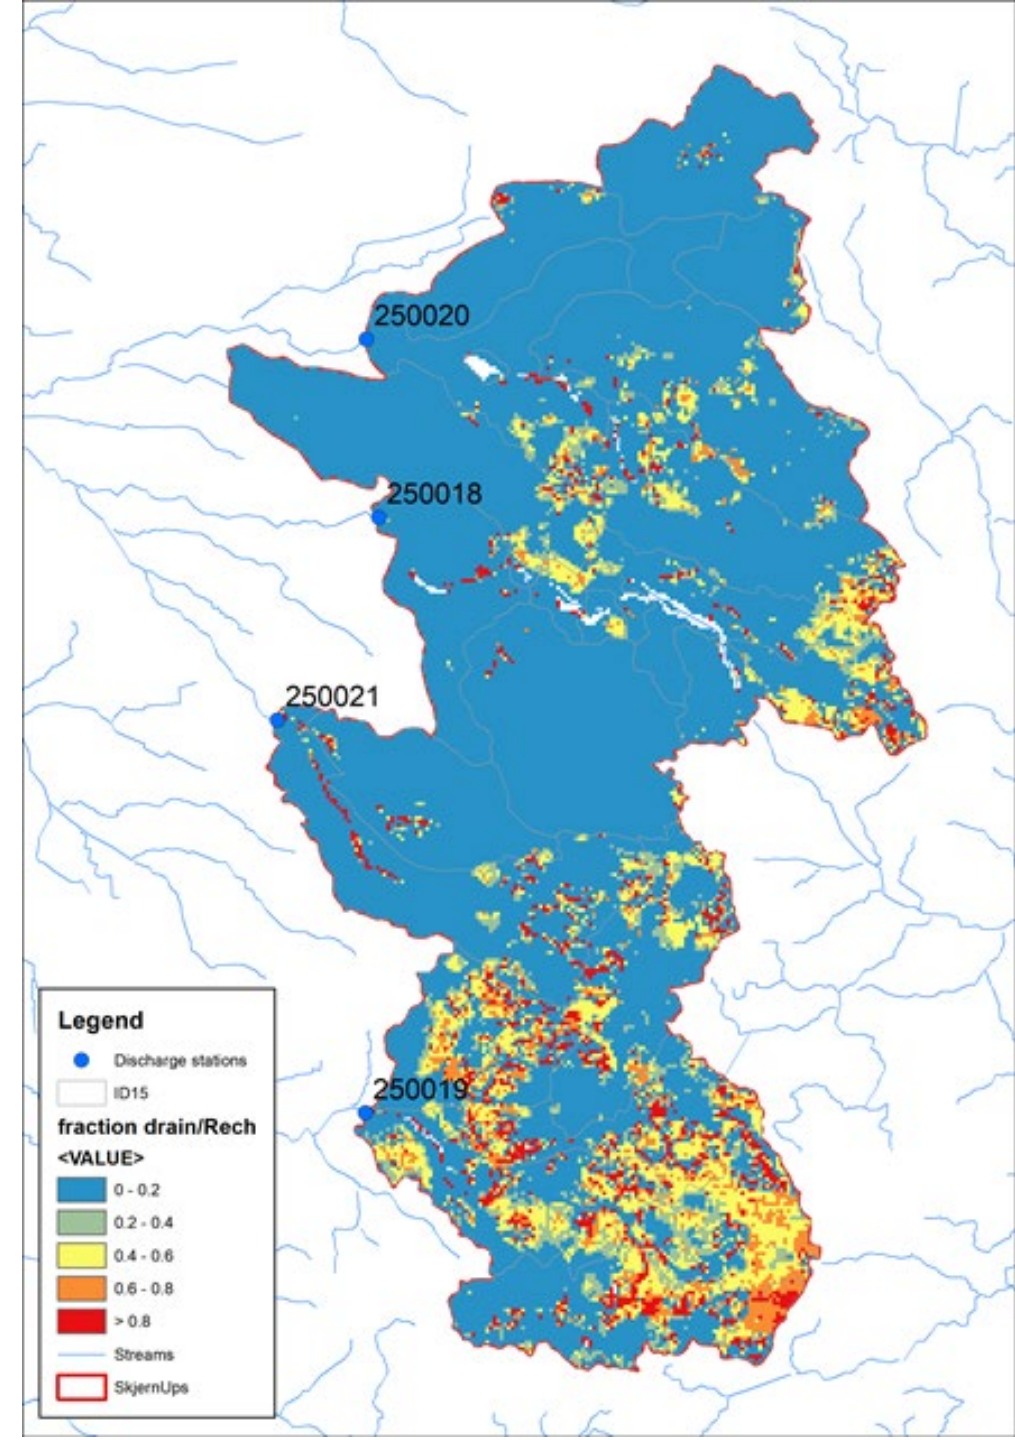 250020
250018
250021
250019
Legend
Discharge stations
ID15
fraction drain/Rech
<VALUE>
0 - 0.2
0.2 - 0.4
0.4 - 0.6
0.6 - 0.8
> 0.8
Streams
SkjernUps